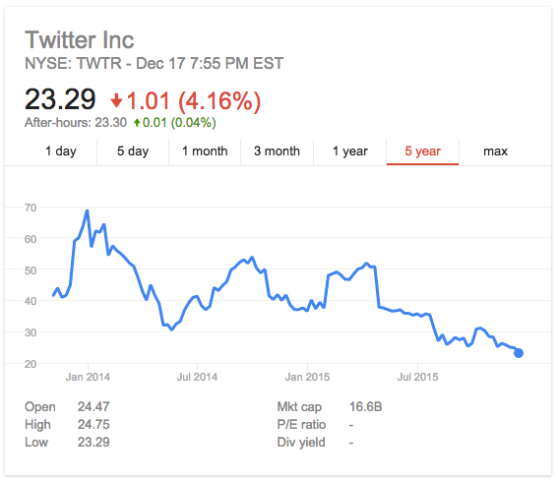 Twitter Inc
NYSE: TWTR - Dec 17 7:55 PM EST
23.29 ↓1.01 (4.16%)
After-hours: 23.30 ↑0.01 (0.04%)
1 day 5 day 1 month 3 month 1 year 5 year max
70
60
50
40
30
20
Jan 2014 Jul 2014 Jan 2015 Jul 2015
Open 24.47 Mkt cap 16.6B
High 24.75 P/E ratio -
Low 23.29 Div yield -